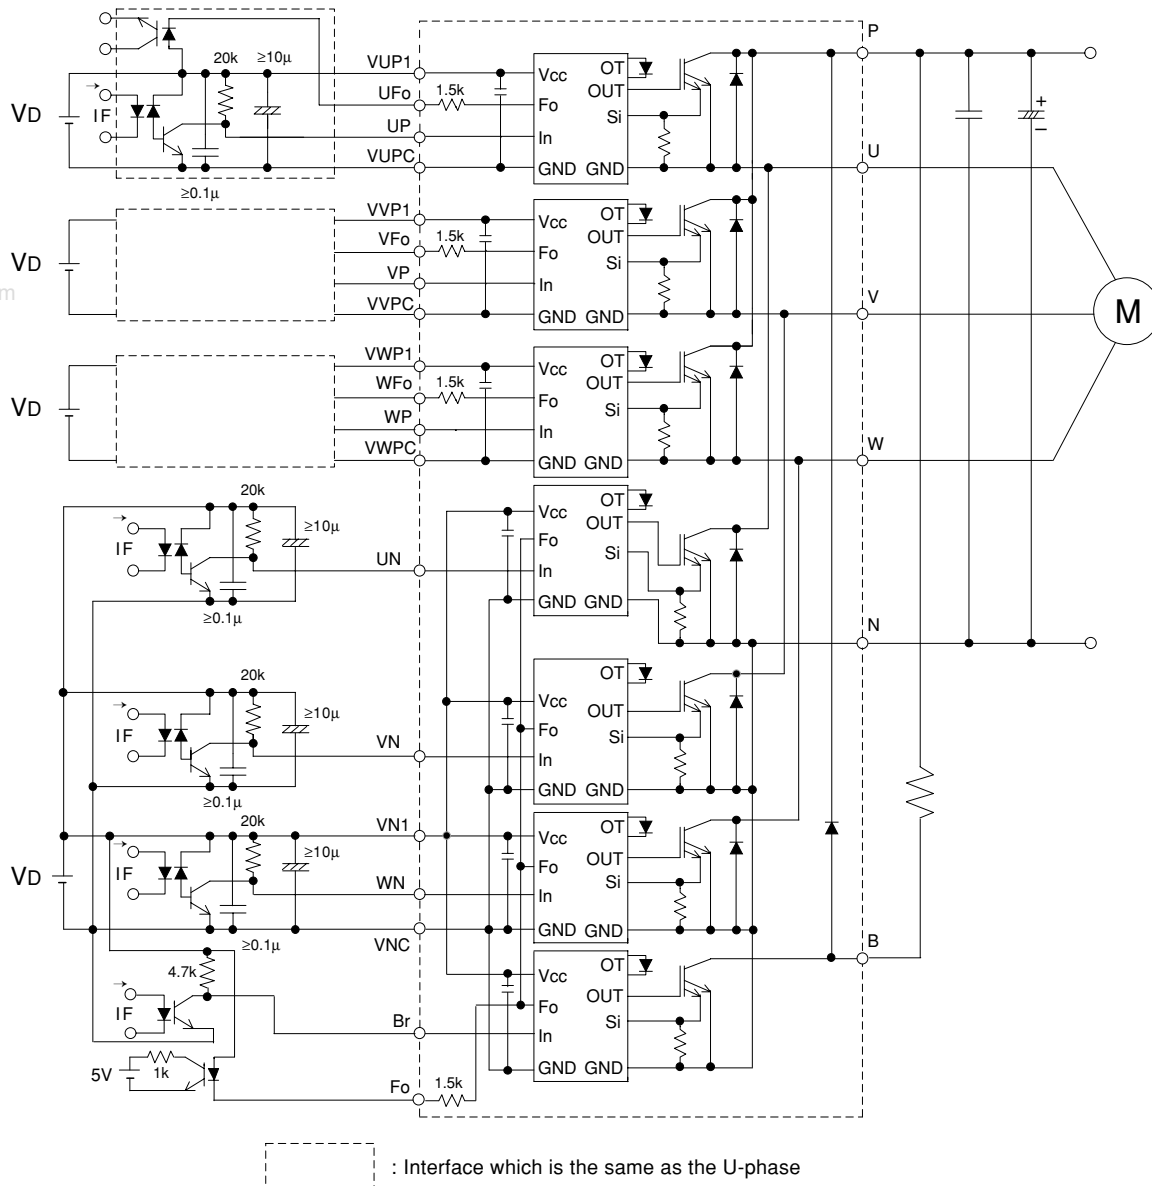 P
20k
≥10µ
VUP1
Vcc
OT
UFo
1.5k
OUT
VD
IF
Fo
Si
UP
In
+
–
VUPC
GND
GND
U
≥0.1µ
VVP1
Vcc
OT
VFo
1.5k
OUT
VD
Fo
Si
VP
In
V
VVPC
GND
GND
M
m
VWP1
Vcc
OT
WFo
1.5k
OUT
VD
Fo
Si
WP
In
W
VWPC
GND
GND
20k
≥10µ
IF
UN
Vcc
OT
OUT
Fo
Si
In
GND
GND
≥0.1µ
N
20k
≥10µ
IF
VN
Vcc
OT
OUT
Fo
Si
In
GND
GND
≥0.1µ
20k
VN1
≥10µ
IF
VD
WN
Vcc
OT
OUT
Fo
Si
In
GND
GND
≥0.1µ
VNC
B
4.7k
IF
Br
Vcc
OT
OUT
Fo
Si
In
GND
GND
5V
1k
Fo
1.5k
: Interface which is the same as the U-phase